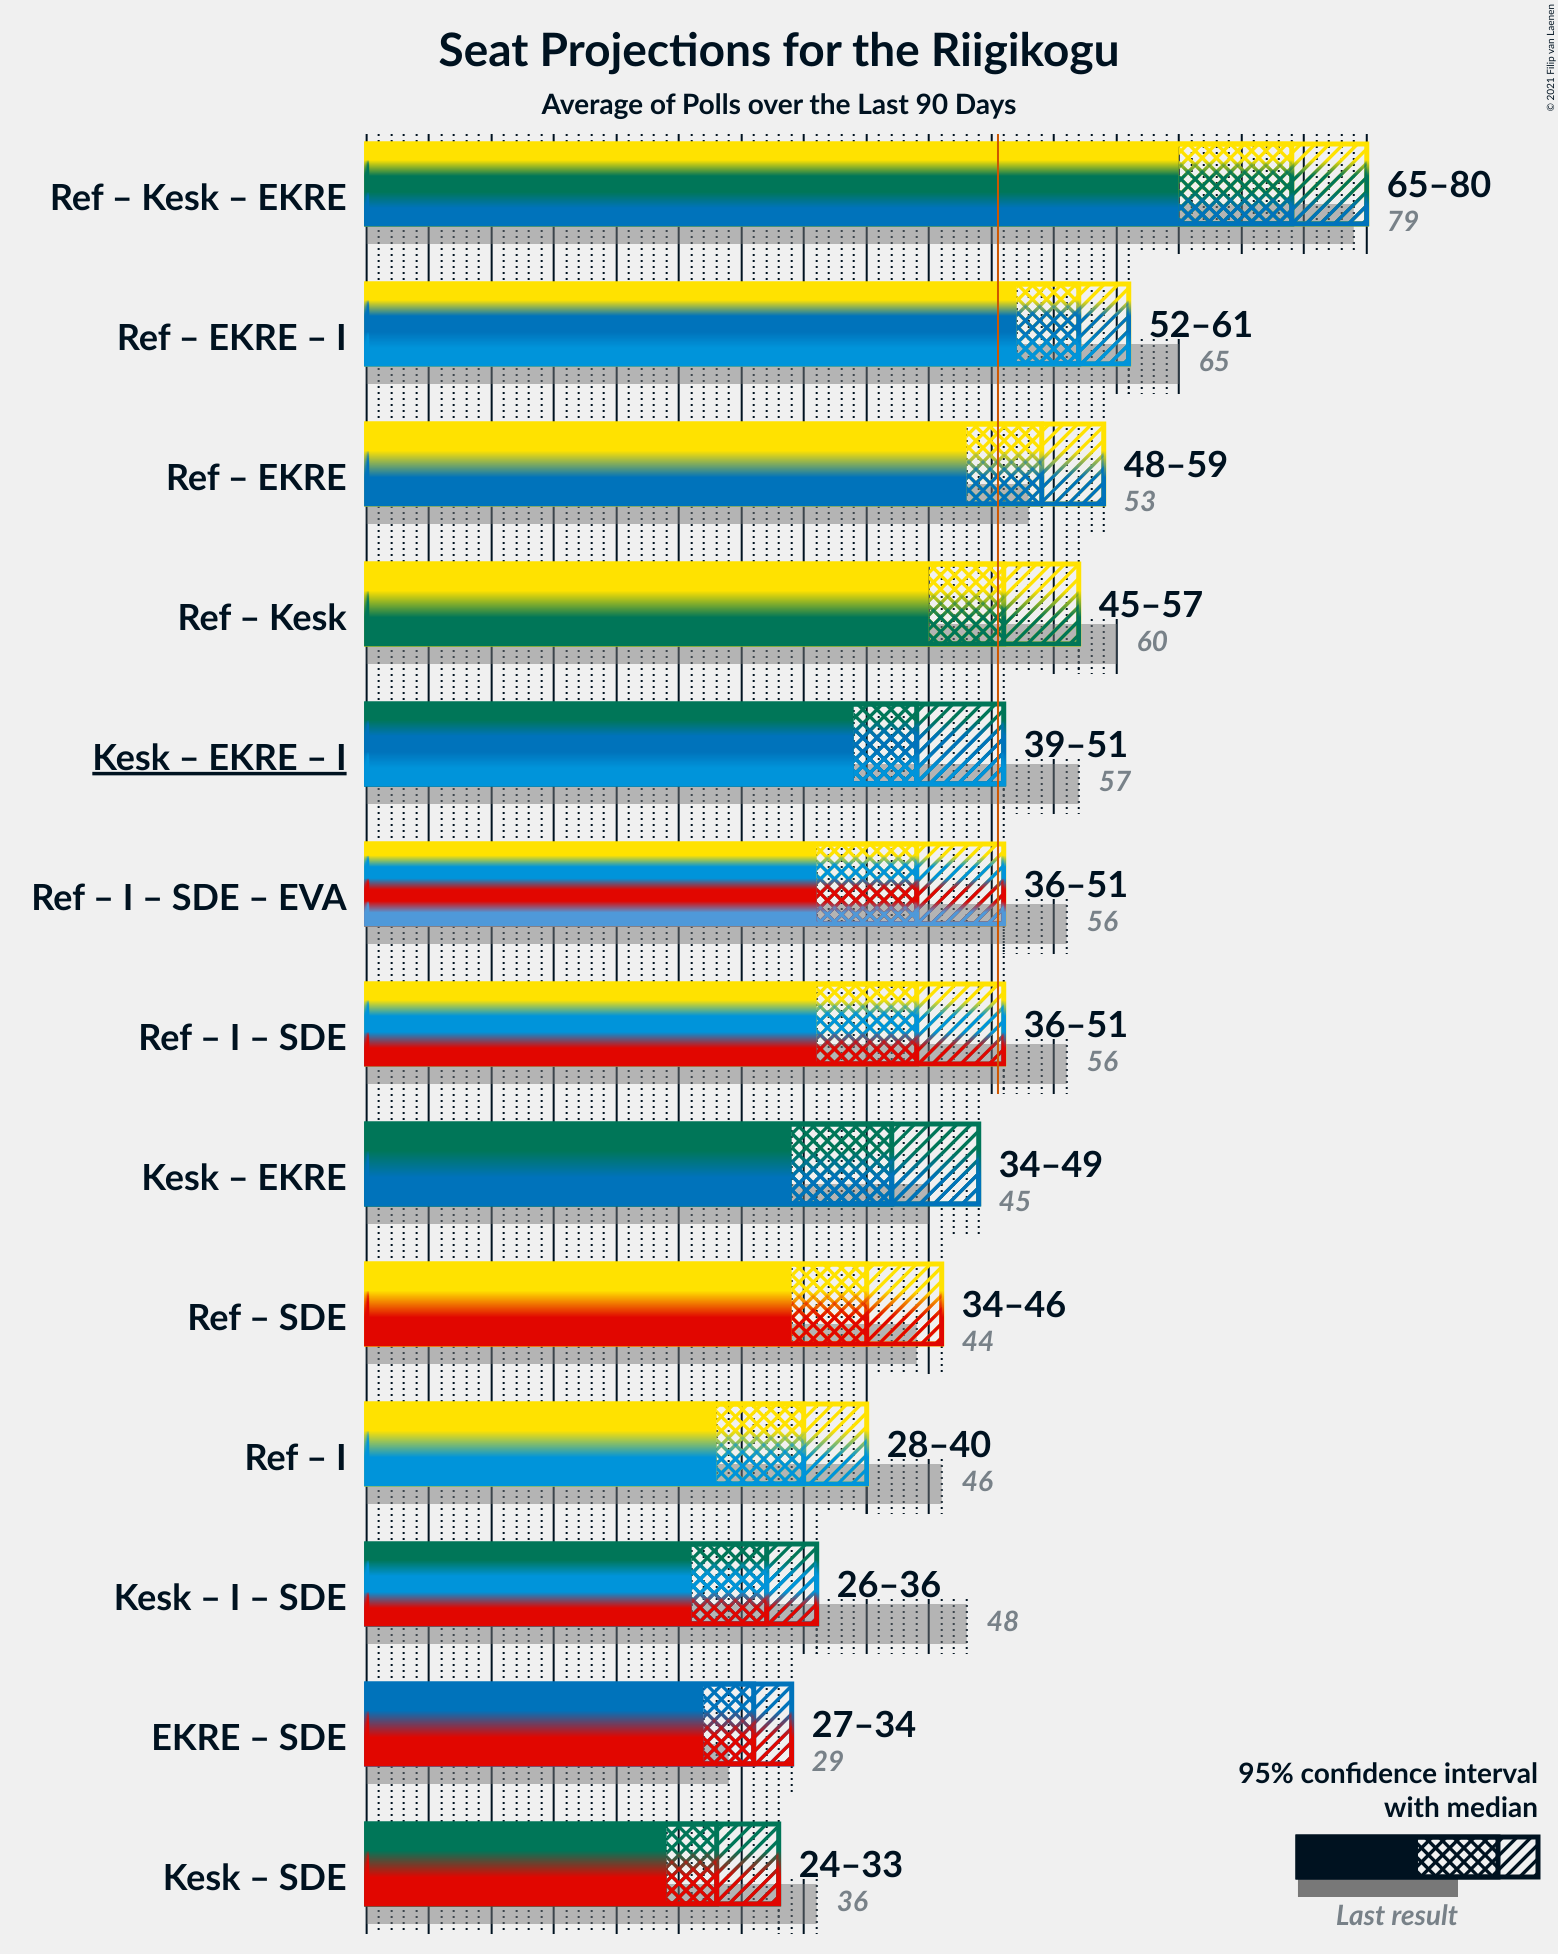 Seat Projections for the Riigikogu
Average of Polls over the Last 90 Days
© 2021 Filip van Laenen
Ref – Kesk – EKRE
65–80
79
Ref – EKRE – I
52–61
65
Ref – EKRE
48–59
53
Ref – Kesk
45–57
60
Kesk – EKRE – I
39–51
57
Ref – I – SDE – EVA
36–51
56
Ref – I – SDE
36–51
56
Kesk – EKRE
34–49
45
Ref – SDE
34–46
44
Ref – I
28–40
46
Kesk – I – SDE
26–36
48
EKRE – SDE
27–34
29
Kesk – SDE
24–33
36
95% confidence interval
with median
Last result